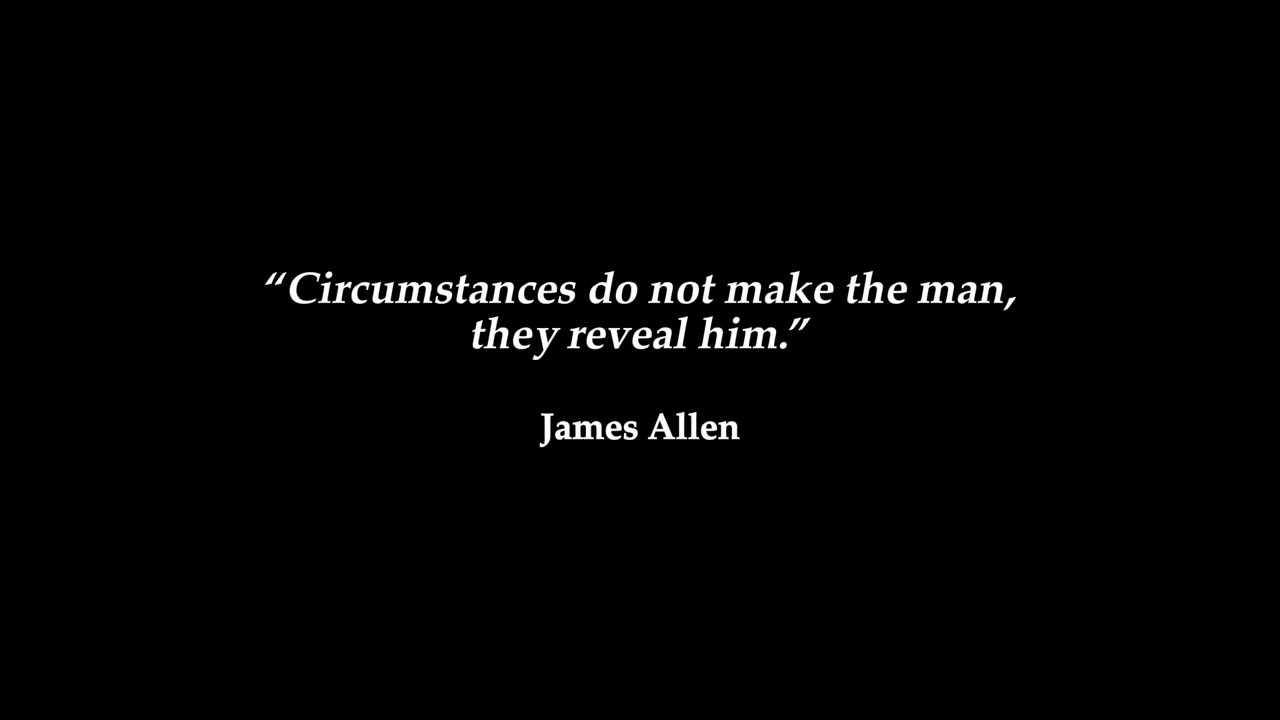 “Circumstances do not make the man,
they reveal him.”
James Allen